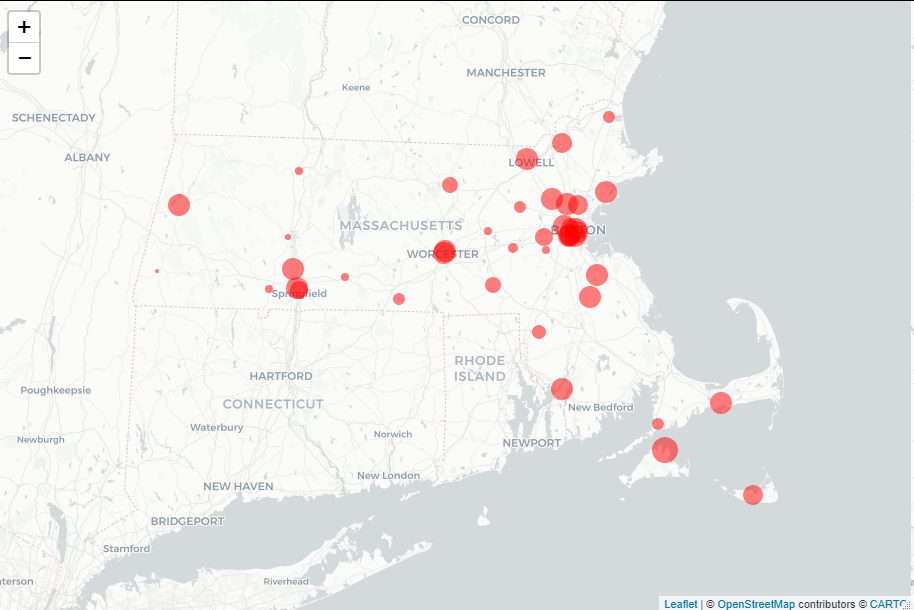 +
−
CONCORD
MANCHESTER
Keene
SCHENECTADY
ALBANY
LOWELL
MASSACHUSETTS
BOSTON
WORCESTER
Springfield
RHODE
ISLAND
HARTFORD
Poughkeepsie
CONNECTICUT
New Bedford
Waterbury
Norwich
Newburgh
NEWPORT
New London
NEW HAVEN
BRIDGEPORT
Stamford
terson
Riverhead
Leaflet | © OpenStreetMap contributors © CARTO